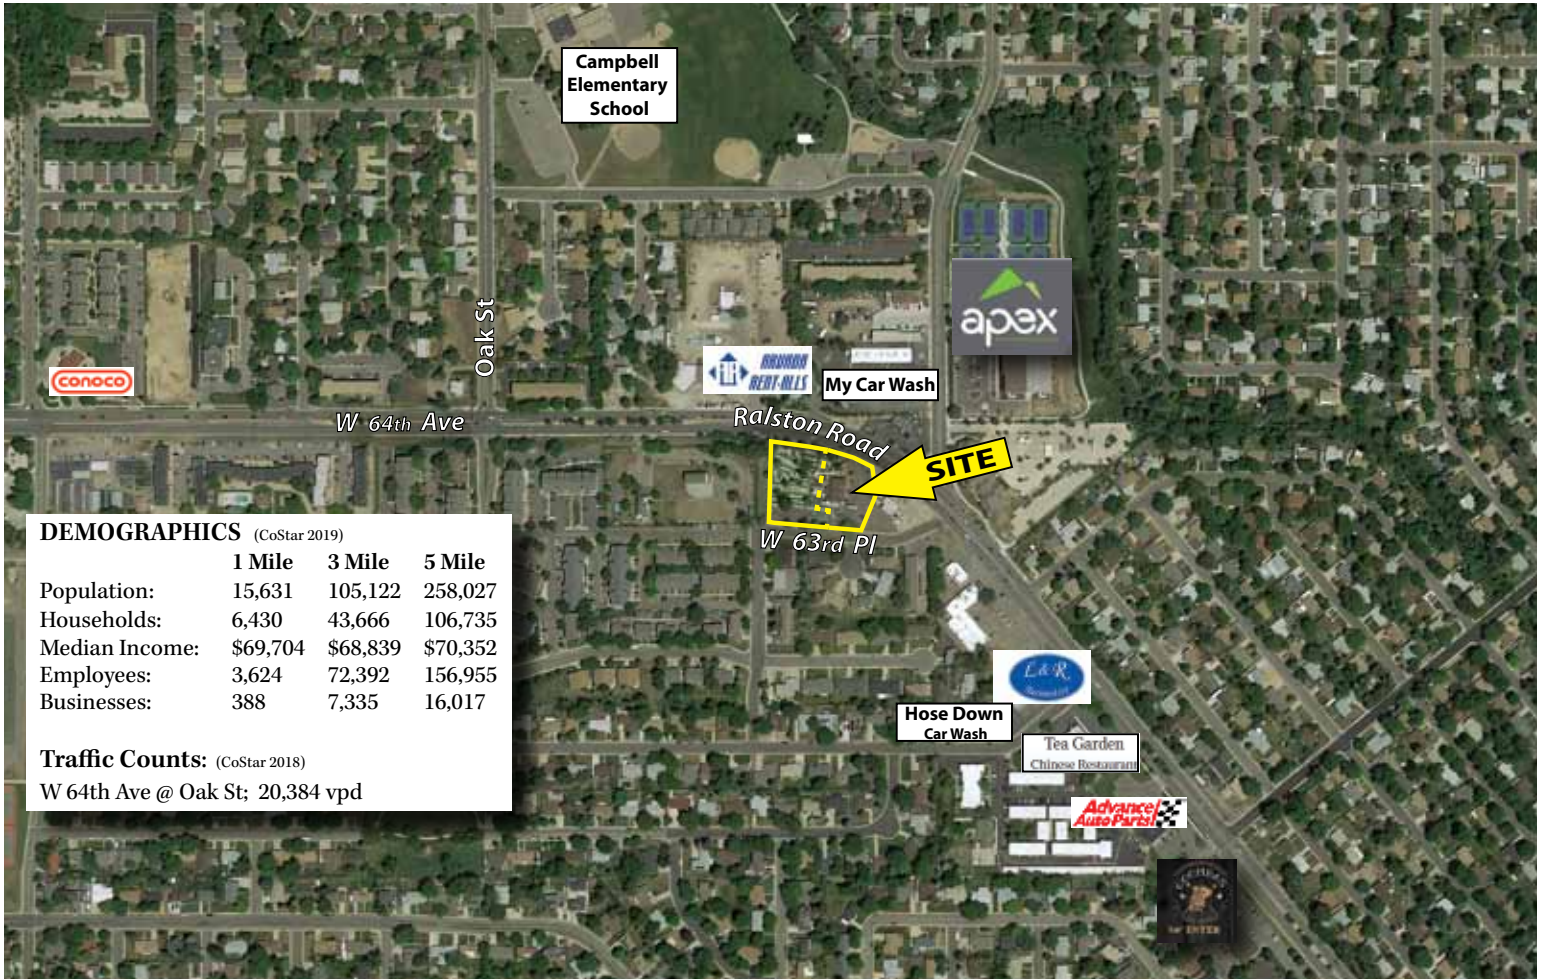 Campbell
Elementary
School
Oak St
apex
conoco
ARVADA
RENT-ALLS
My Car Wash
W 64th Ave
Ralston Road
SITE
W 63rd Pl
DEMOGRAPHICS (CoStar 2019)
1 Mile 3 Mile 5 Mile
Population: 15,631 105,122 258,027
Households: 6,430 43,666 106,735
Median Income: $69,704 $68,839 $70,352
Employees: 3,624 72,392 156,955
Businesses: 388 7,335 16,017
Traffic Counts: (CoStar 2018)
W 64th Ave @ Oak St; 20,384 vpd
L&R
Hose Down
Car Wash
Tea Garden
Chinese Restaurant
Advance
Auto Parts